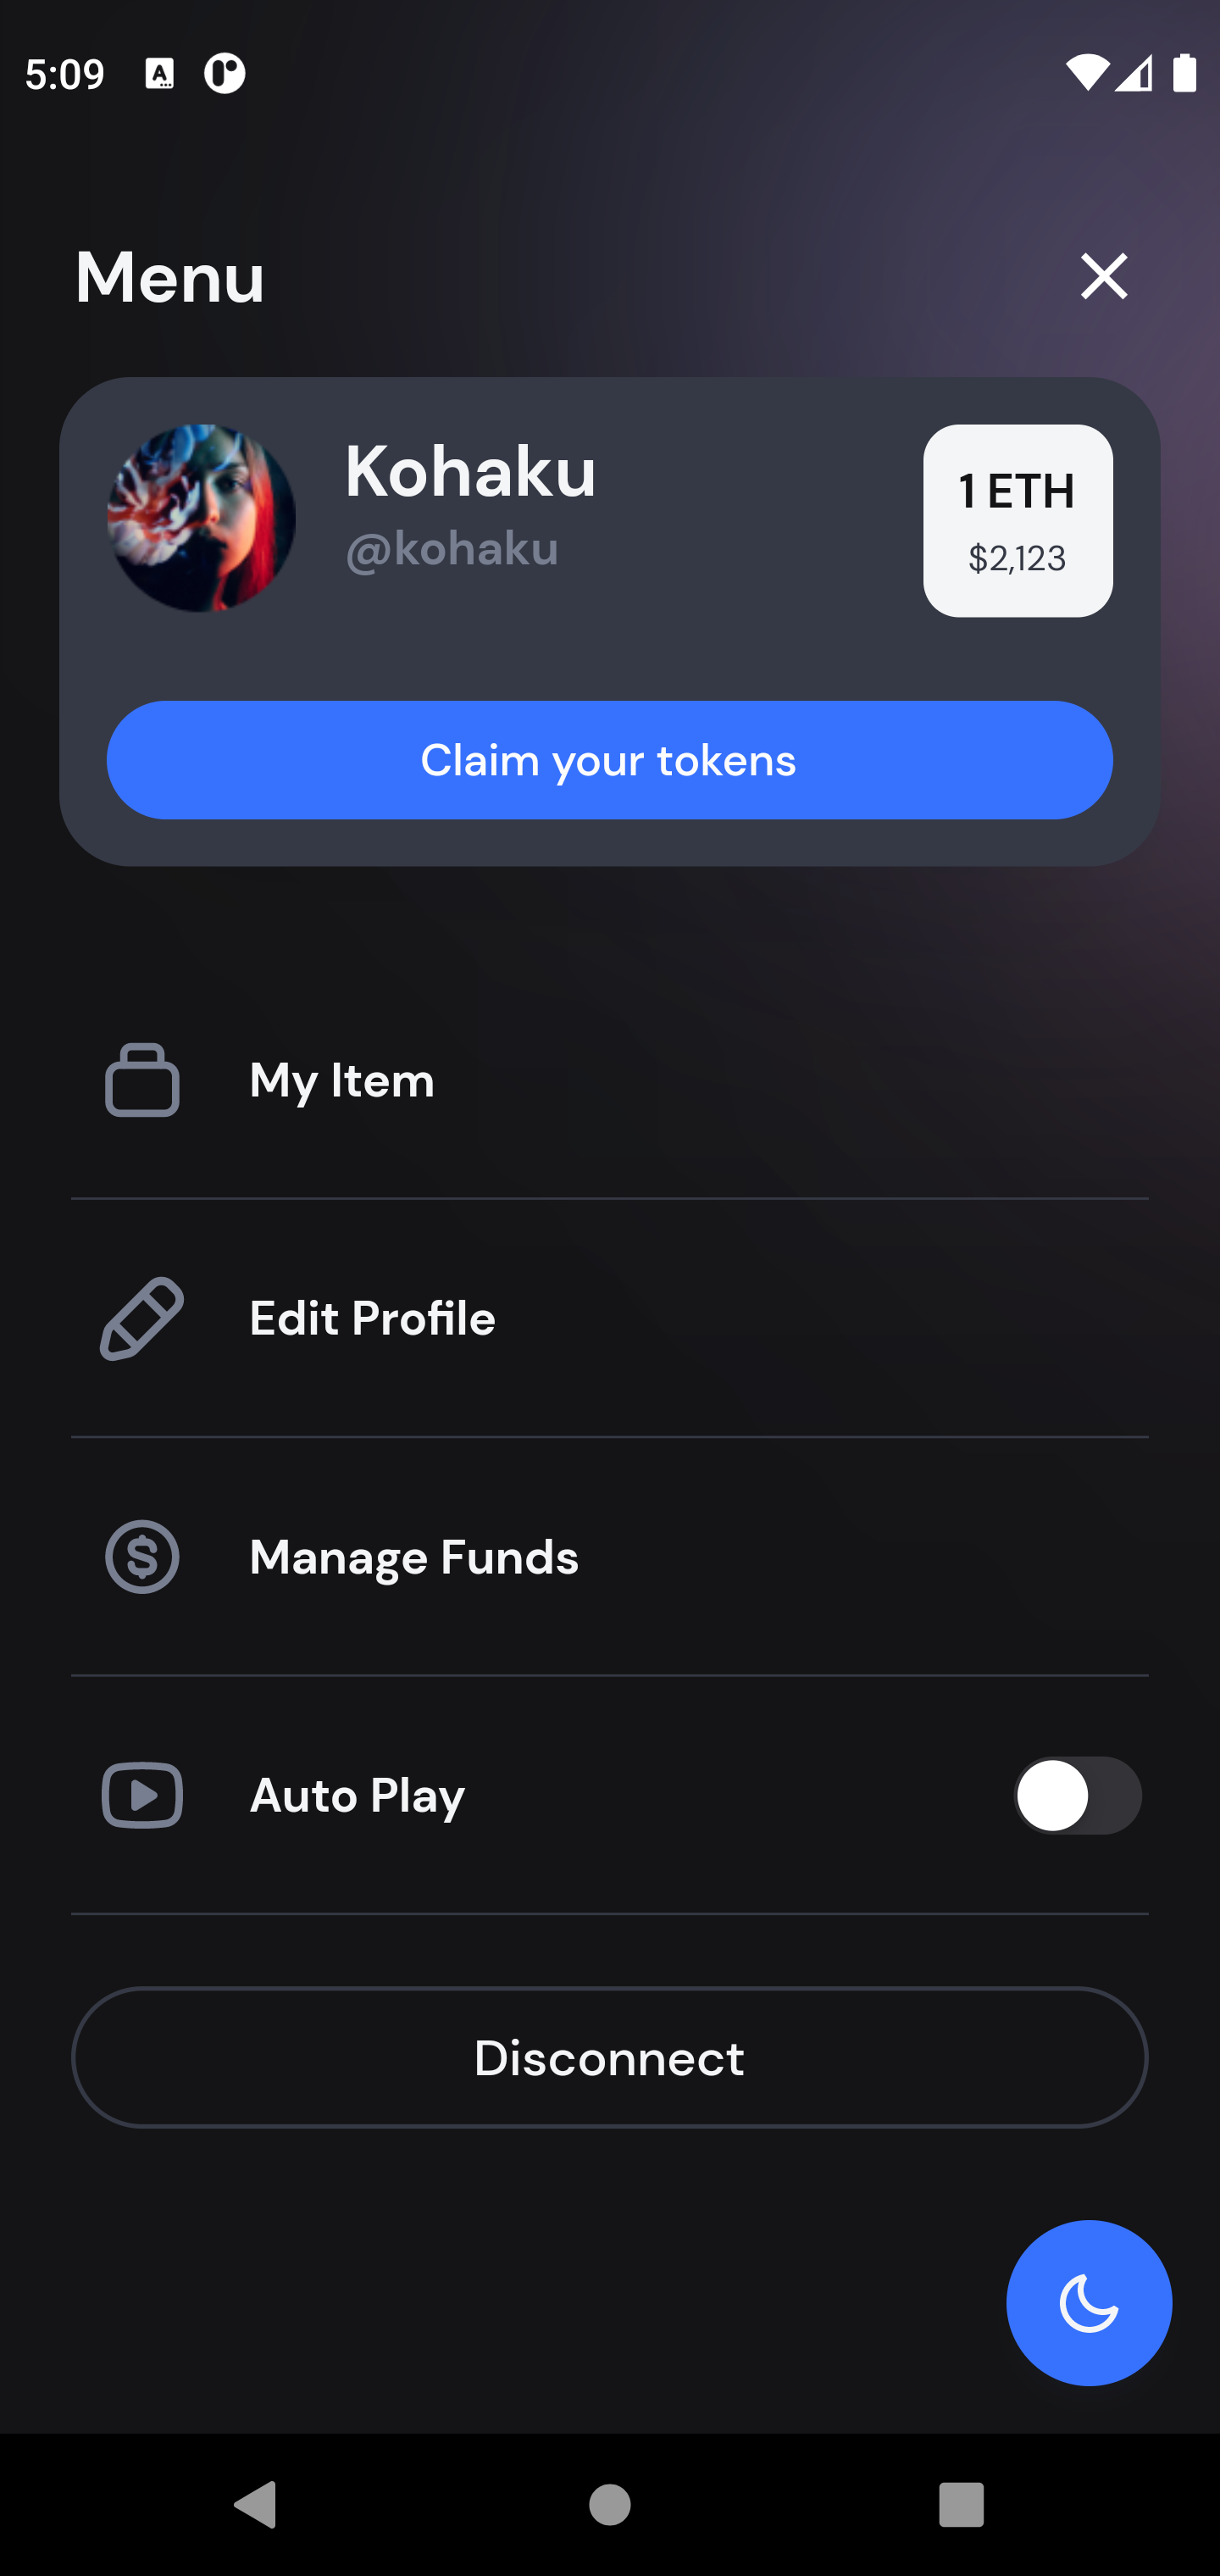 5:09
Menu
Kohaku
@kohaku
1 ETH
$2,123
Claim your tokens
My Item
Edit Profile
Manage Funds
Auto Play
Disconnect